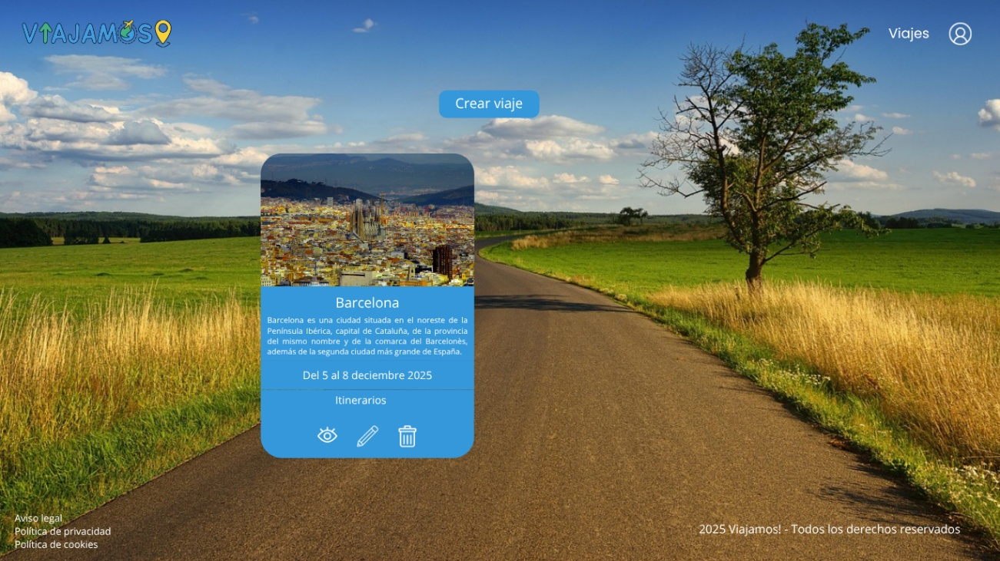 VIAJAMOS
Viajes
Crear viaje
Barcelona
Barcelona es una ciudad situada en el noreste de la
Península Ibérica, capital de Cataluña, de la provincia
del mismo nombre y de la comarca del Barcelonès,
además de la segunda ciudad más grande de España.
Del 5 al 8 deciembre 2025
Itinerarios
Aviso legal
Política de privacidad
Política de cookies
2025 Viajamos! - Todos los derechos reservados